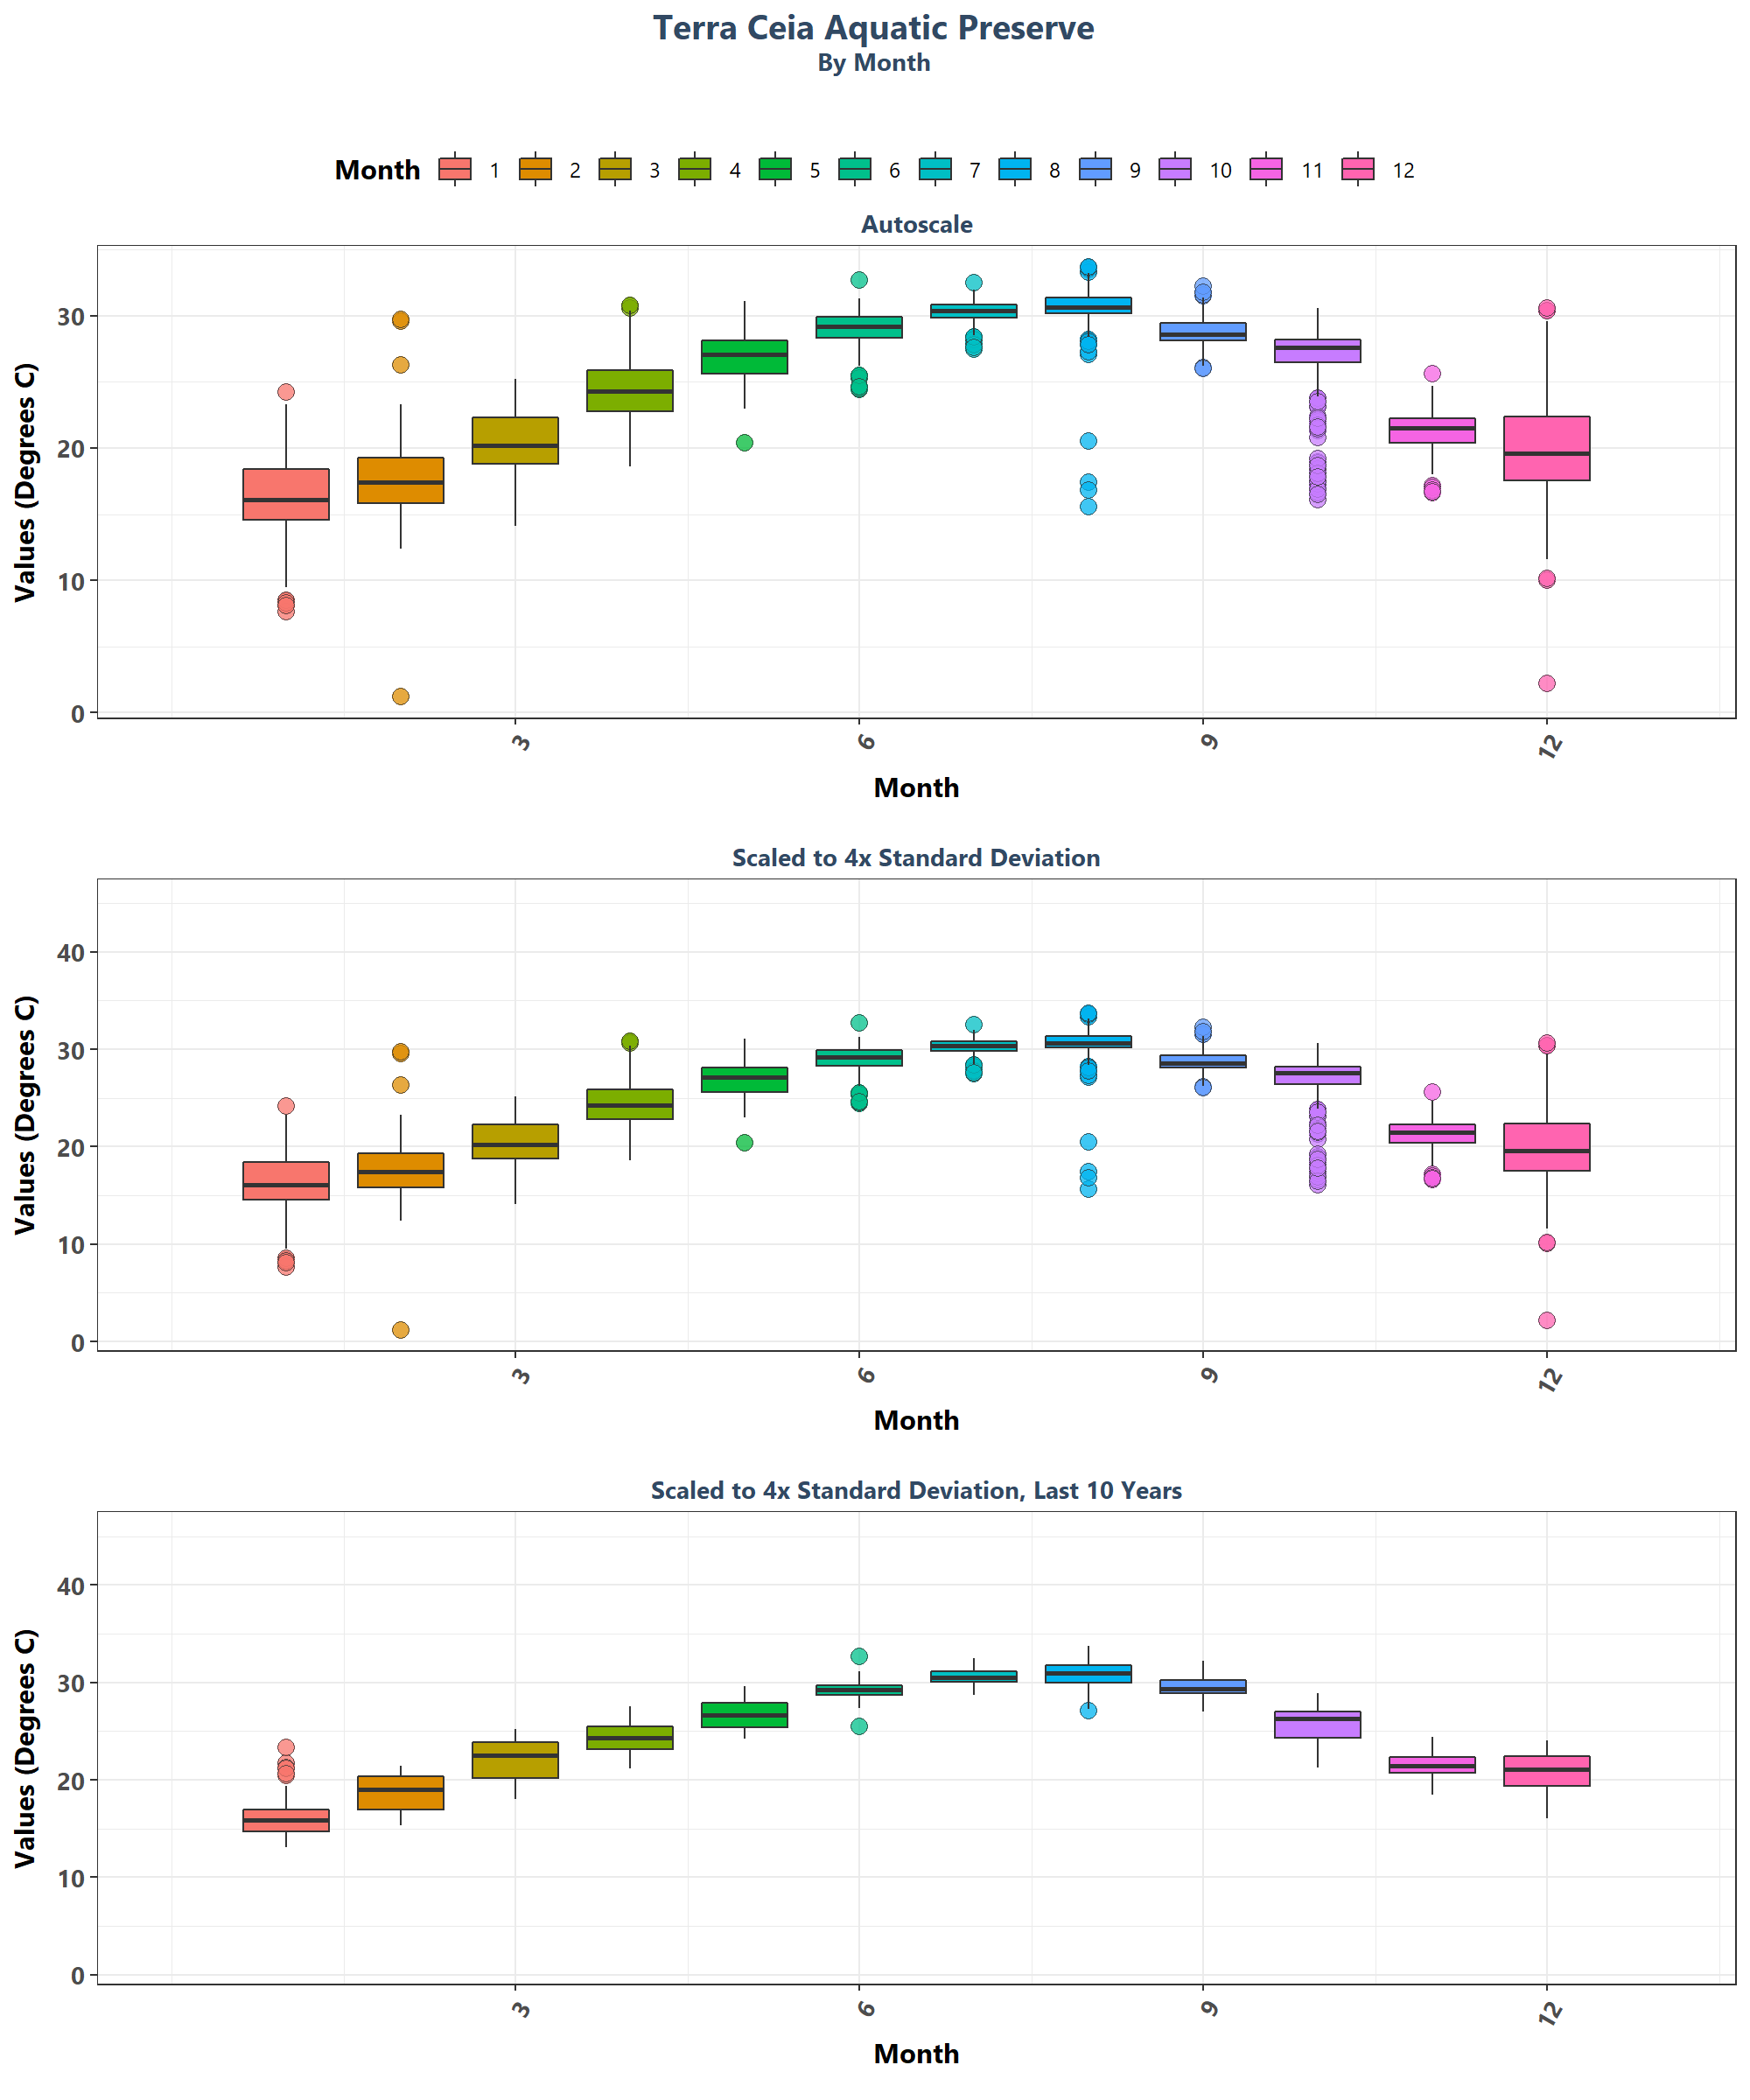 Terra Ceia Aquatic Preserve
By Month
Month 1 2 3 4 5 6 7 8 9 10 11 12
Autoscale
Values (Degrees C)
30
20
10
0
3 6 9 12
Month
Scaled to 4x Standard Deviation
Values (Degrees C)
40
30
20
10
0
3 6 9 12
Month
Scaled to 4x Standard Deviation, Last 10 Years
Values (Degrees C)
40
30
20
10
0
3 6 9 12
Month